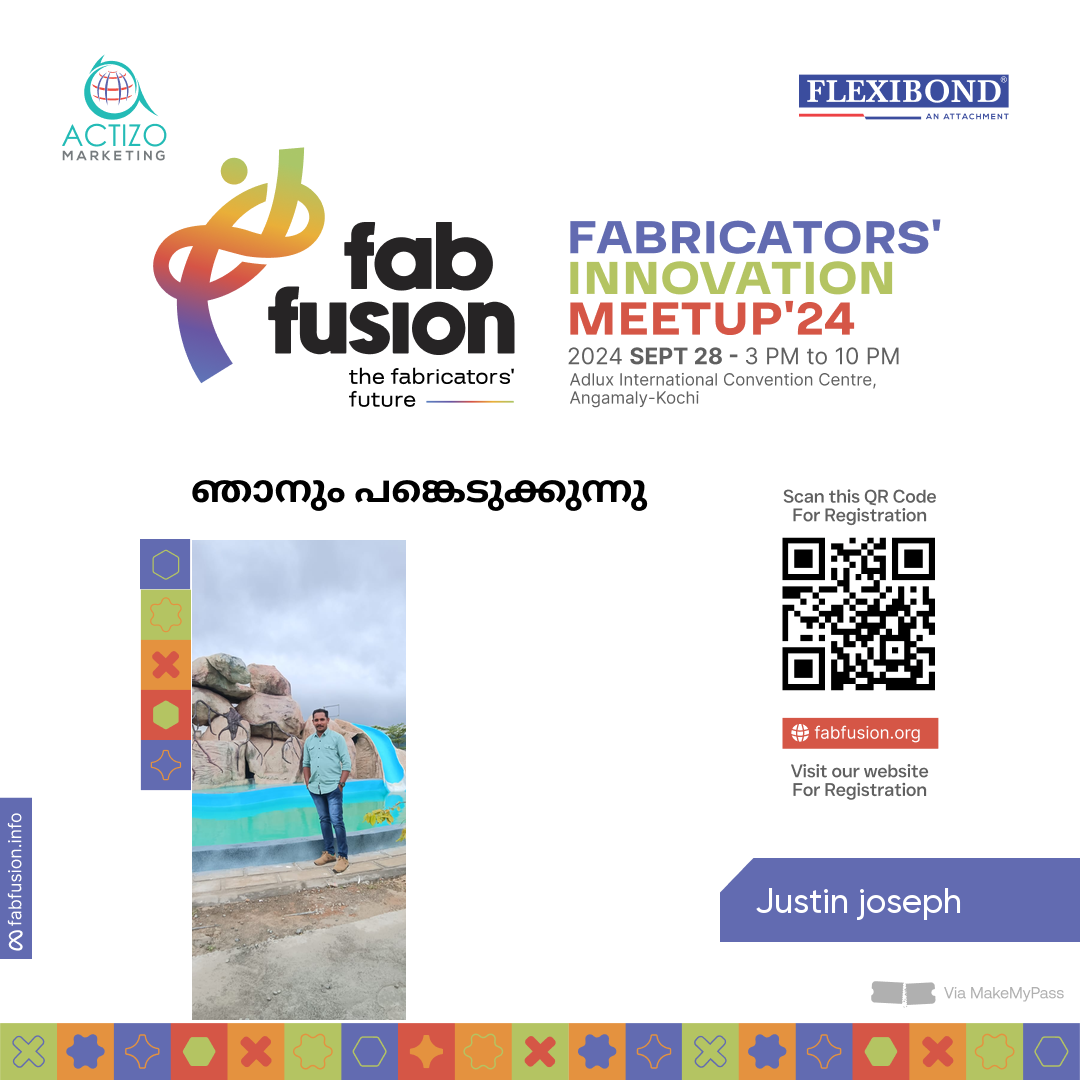 ACTIZO
MARKETING
FLEXIBOND®
AN ATTACHMENT
fab
fusion
the fabricators'
future
FABRICATORS'
INNOVATION
MEETUP'24
2024 SEPT 28 - 3 PM to 10 PM
Adlux International Convention Centre,
Angamaly-Kochi
ഞാനും പങ്കെടുക്കുന്നു
Scan this QR Code
For Registration
fabfusion.org
Visit our website
For Registration
fabfusion.info
Justin joseph
Via MakeMyPass